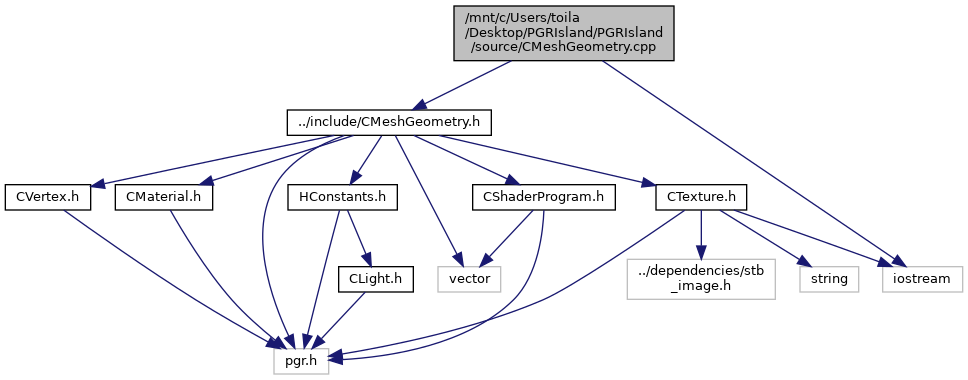 /mnt/c/Users/toila
/Desktop/PGRIsland/PGRIsland
/source/CMeshGeometry.cpp
../include/CMeshGeometry.h
CVertex.h
CMaterial.h
HConstants.h
CShaderProgram.h
CTexture.h
CLight.h
vector
../dependencies/stb
_image.h
string
iostream
pgr.h